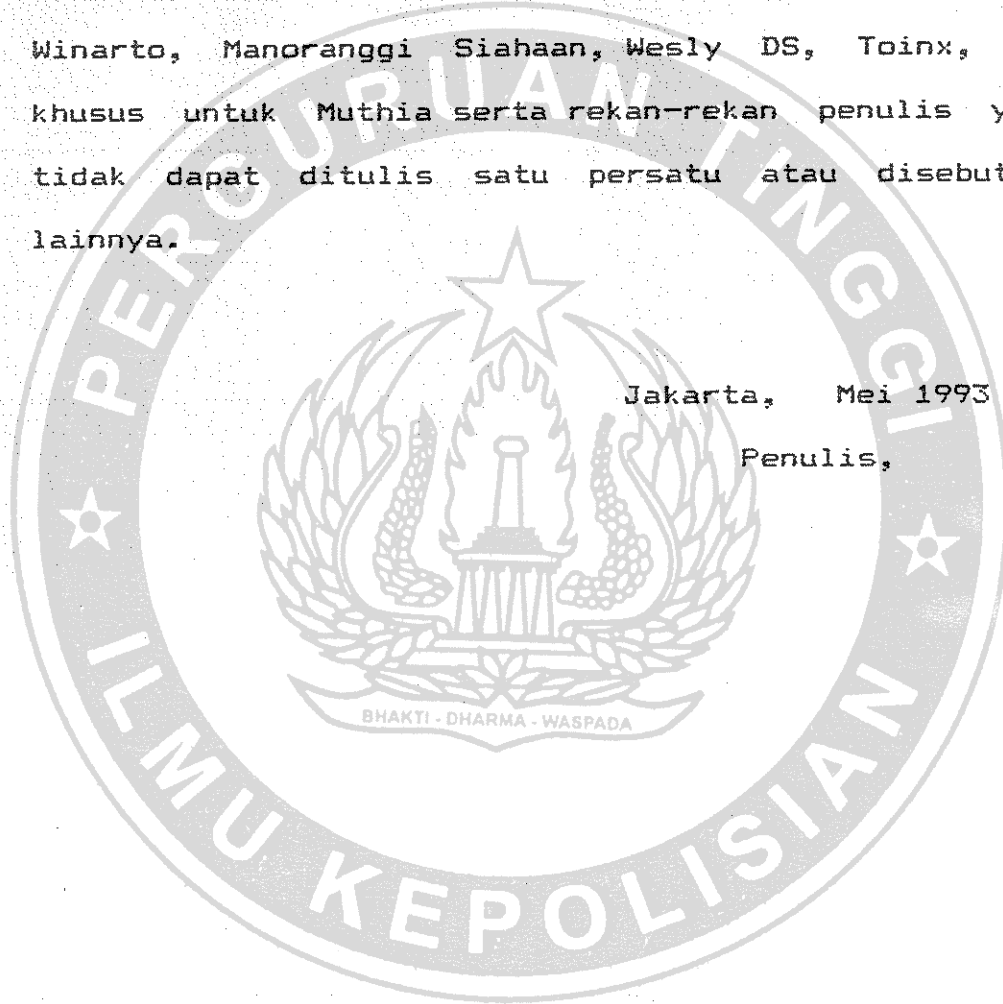 Winarto, Manoranggi Siahaan, Wesly DS, Toinx,
khusus untuk Muthia serta rekan-rekan penulis y
tidak dapat ditulis satu persatu atau disebut
lainnya.
Jakarta, Mei 1993
Penulis,
PERGURUAN TINGGI
ILMU KEPOLISIAN
BHAKTI - DHARMA - WASPADA